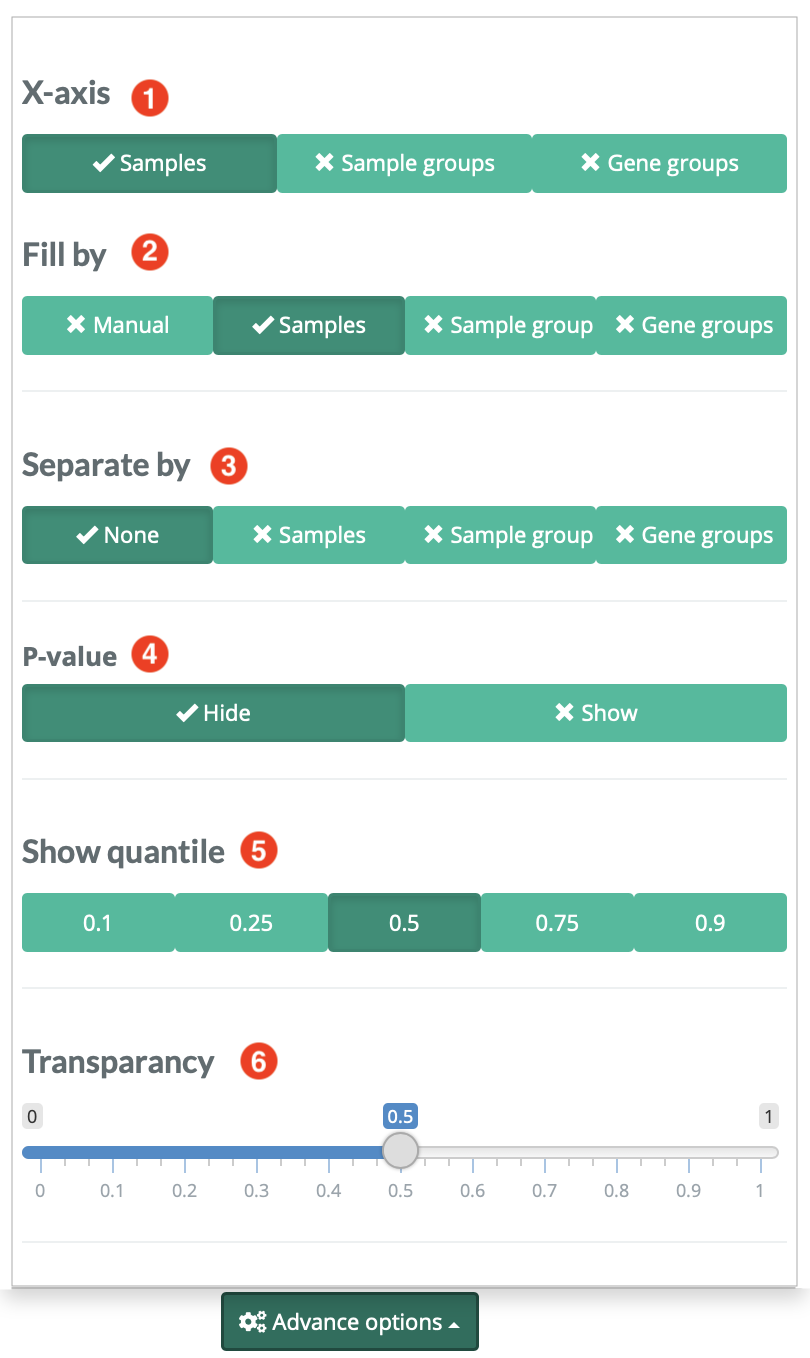 X-axis 1
Samples Sample groups Gene groups
Fill by 2
Manual Samples Sample group Gene groups
Separate by 3
None Samples Sample group Gene groups
P-value 4
Hide Show
Show quantile 5
0.1 0.25 0.5 0.75 0.9
Transparancy 6
0 0.5 1
0 0.1 0.2 0.3 0.4 0.5 0.6 0.7 0.8 0.9 1
Advance options